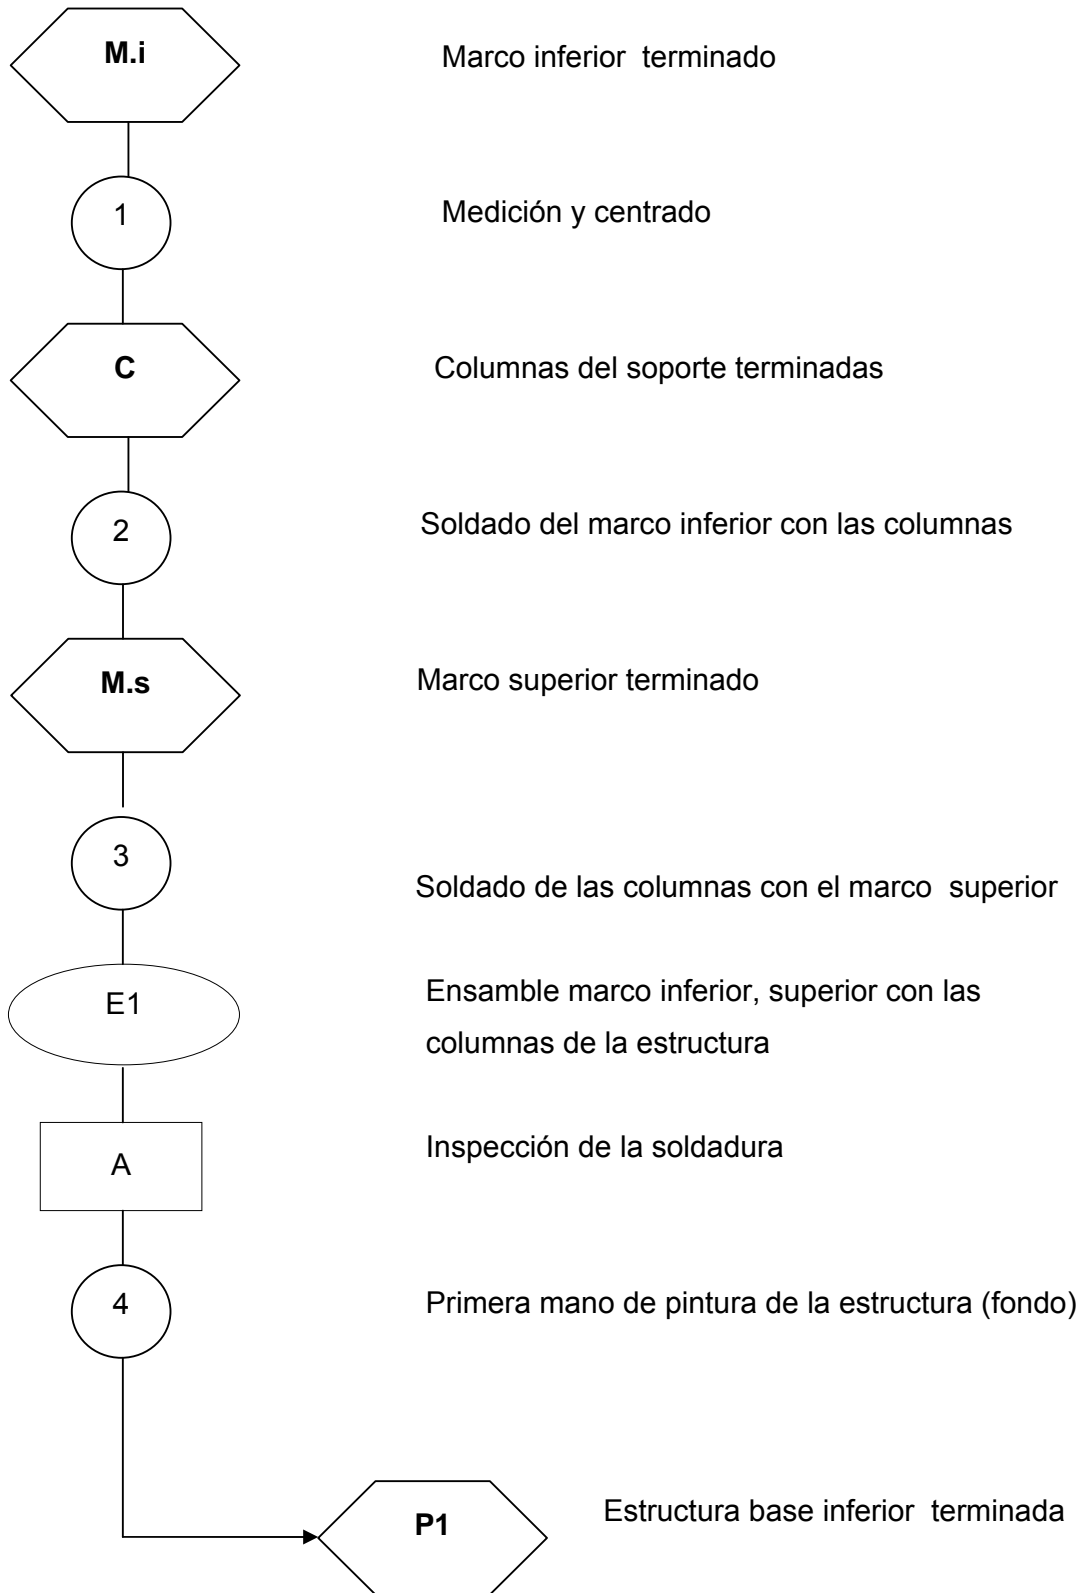 M.i
Marco inferior  terminado
1
Medición y centrado
C
Columnas del soporte terminadas
2
Soldado del marco inferior con las columnas
M.s
Marco superior terminado
3
Soldado de las columnas con el marco  superior
E1
Ensamble marco inferior, superior con las
columnas de la estructura
A
Inspección de la soldadura
4
Primera mano de pintura de la estructura (fondo)
P1
Estructura base inferior  terminada